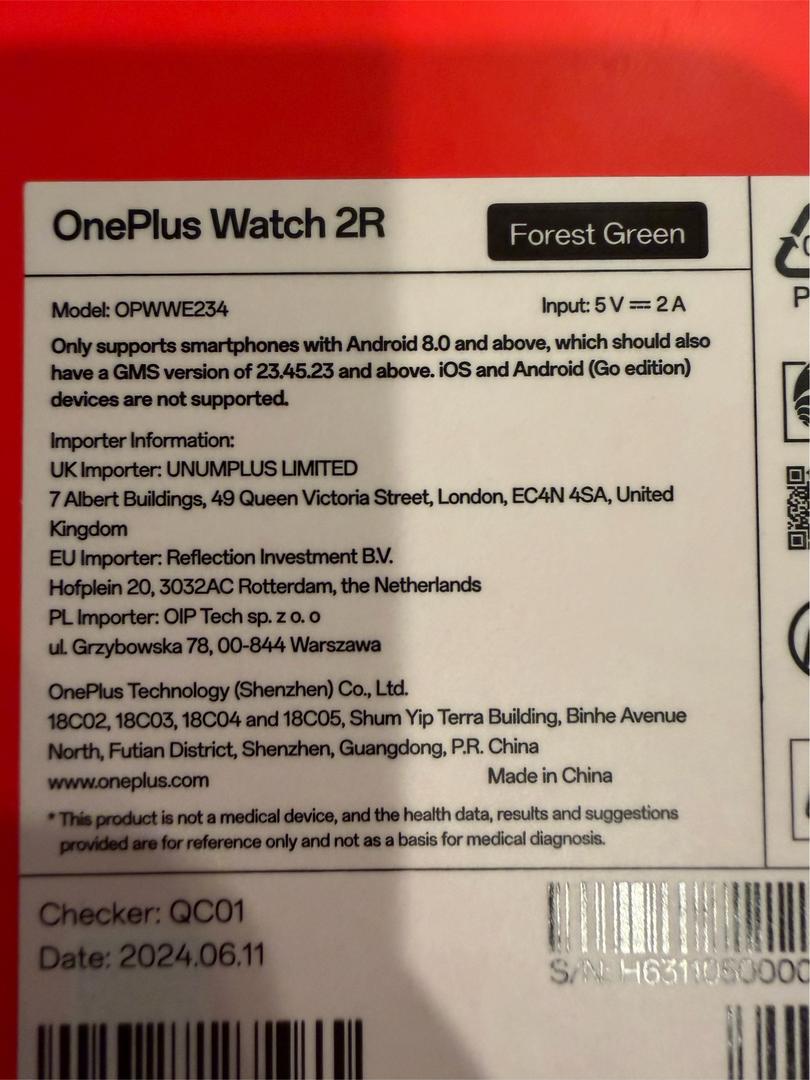 OnePlus Watch 2R
Forest Green
Model: OPWWE234
Input: 5 V ⎓ 2 A
Only supports smartphones with Android 8.0 and above, which should also
have a GMS version of 23.45.23 and above. iOS and Android (Go edition)
devices are not supported.
Importer Information:
UK Importer: UNUMPLUS LIMITED
7 Albert Buildings, 49 Queen Victoria Street, London, EC4N 4SA, United
Kingdom
EU Importer: Reflection Investment B.V.
Hofplein 20, 3032AC Rotterdam, the Netherlands
PL Importer: OIP Tech sp. z o. o
ul. Grzybowska 78, 00-844 Warszawa
OnePlus Technology (Shenzhen) Co., Ltd.
18C02, 18C03, 18C04 and 18C05, Shum Yip Terra Building, Binhe Avenue
North, Futian District, Shenzhen, Guangdong, P.R. China
www.oneplus.com
Made in China
* This product is not a medical device, and the health data, results and suggestions
provided are for reference only and not as a basis for medical diagnosis.
Checker: QC01
Date: 2024.06.11
S/N:
P